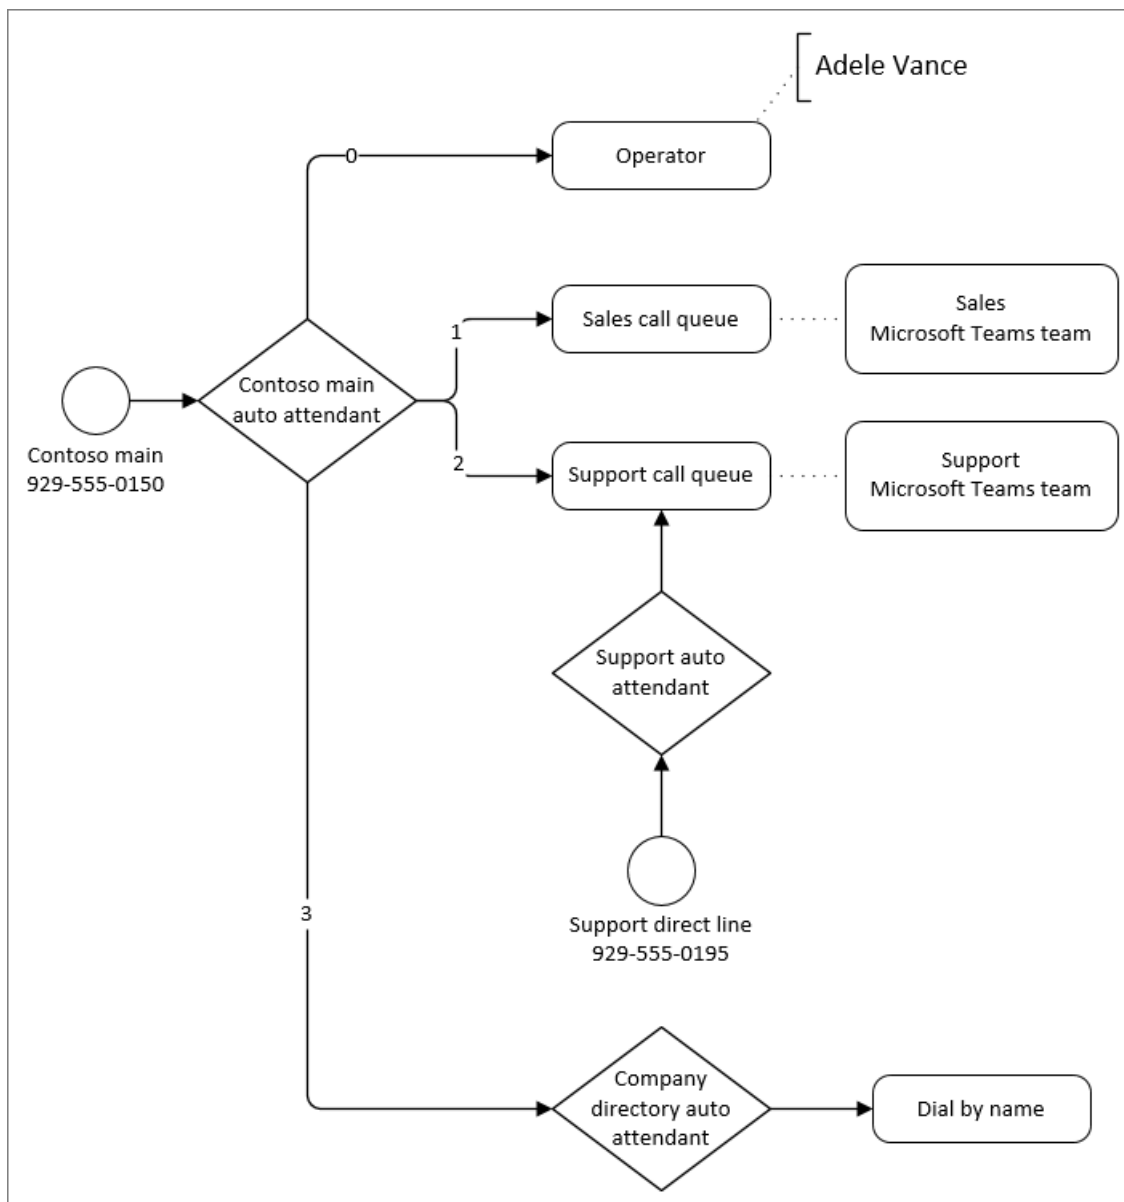 Adele Vance
0
Operator
1
Sales call queue
Sales
Microsoft Teams team
Contoso main
auto attendant
Contoso main
929-555-0150
2
Support call queue
Support
Microsoft Teams team
Support auto
attendant
3
Support direct line
929-555-0195
Company
directory auto
attendant
Dial by name